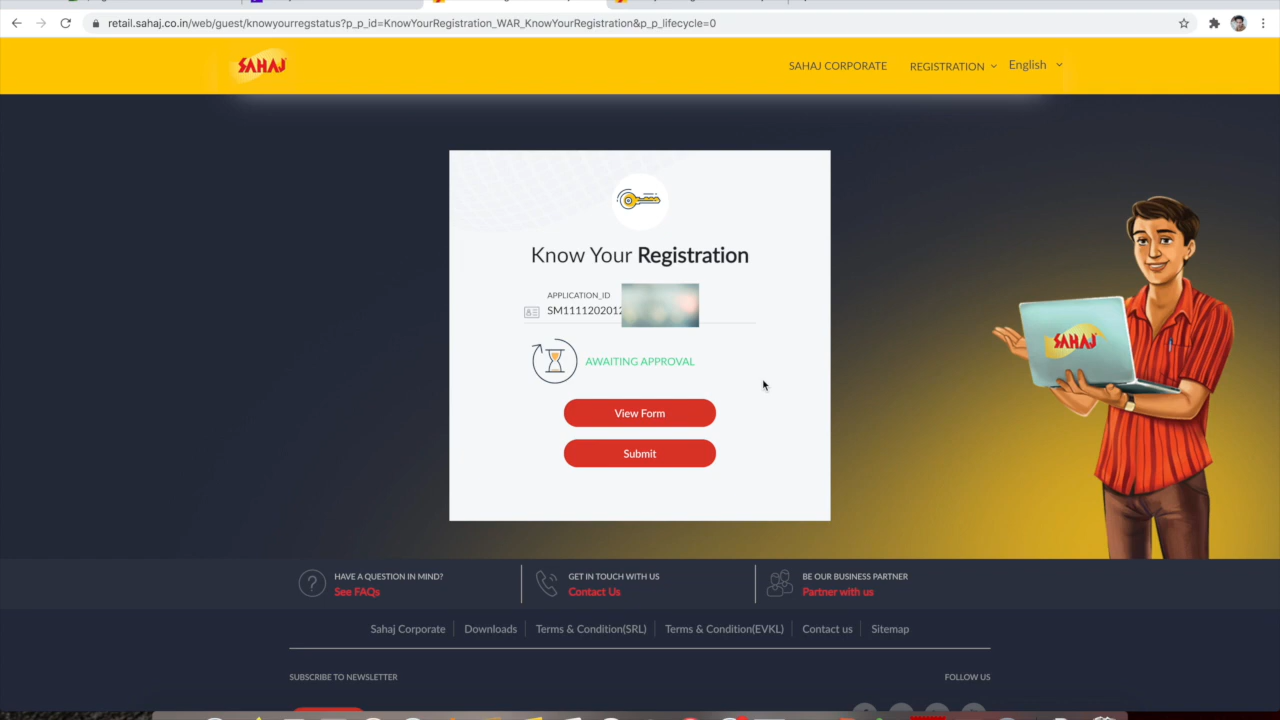 retail.sahaj.co.in/web/guest/knowyourregstatus?p_p_id=KnowYourRegistration_WAR_KnowYourRegistration&p_p_lifecycle=0
SAHAJ
SAHAJ CORPORATE
REGISTRATION
English
Know Your Registration
APPLICATION_ID
SM1111202012
AWAITING APPROVAL
View Form
Submit
SAHAJ
HAVE A QUESTION IN MIND?
See FAQs
GET IN TOUCH WITH US
Contact Us
BE OUR BUSINESS PARTNER
Partner with us
Sahaj Corporate
Downloads
Terms & Condition(SRL)
Terms & Condition(EVKL)
Contact us
Sitemap
SUBSCRIBE TO NEWSLETTER
FOLLOW US